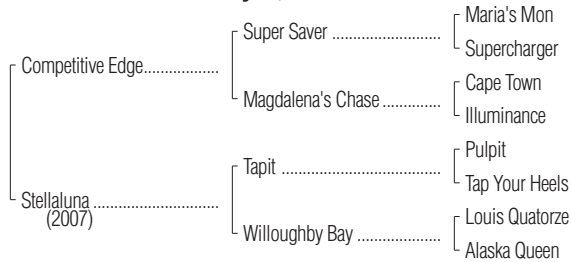 Maria's Mon
Super Saver ......................
Supercharger
Competitive Edge..................
Cape Town
Magdalena's Chase..............
Illuminance
Pulpit
Tapit ....................................
Tap Your Heels
Stellaluna ..............................
(2007)
Louis Quatorze
Willoughby Bay ....................
Alaska Queen